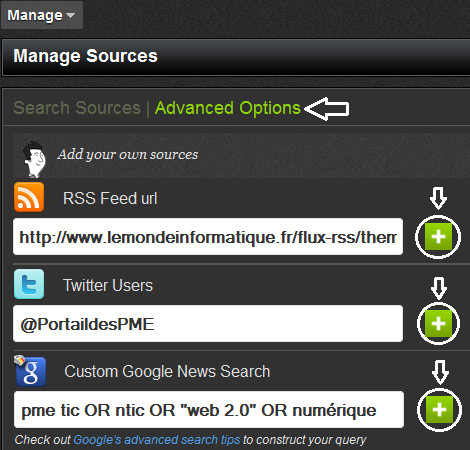 Manage
Manage Sources
Search Sources | Advanced Options
Add your own sources
RSS Feed url
http://www.lemondeinformatique.fr/flux-rss/them
Twitter Users
@PortaildesPME
Custom Google News Search
pme tic OR ntic OR "web 2.0" OR numérique
Check out Google's advanced search tips to construct your query